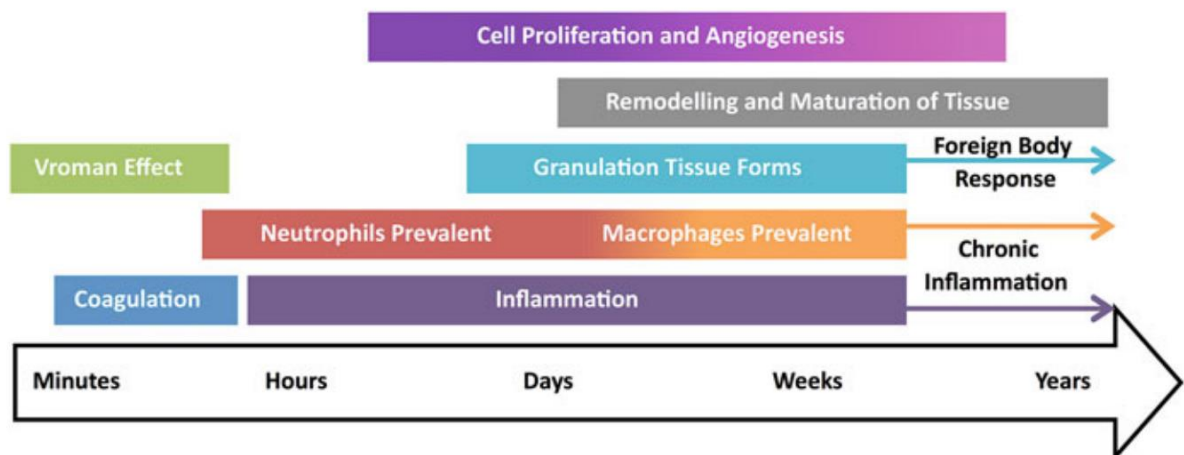 Cell Proliferation and Angiogenesis
Remodelling and Maturation of Tissue
Vroman Effect
Granulation Tissue Forms
Foreign Body
Response
Neutrophils Prevalent
Macrophages Prevalent
Chronic
Inflammation
Coagulation
Inflammation
Minutes
Hours
Days
Weeks
Years